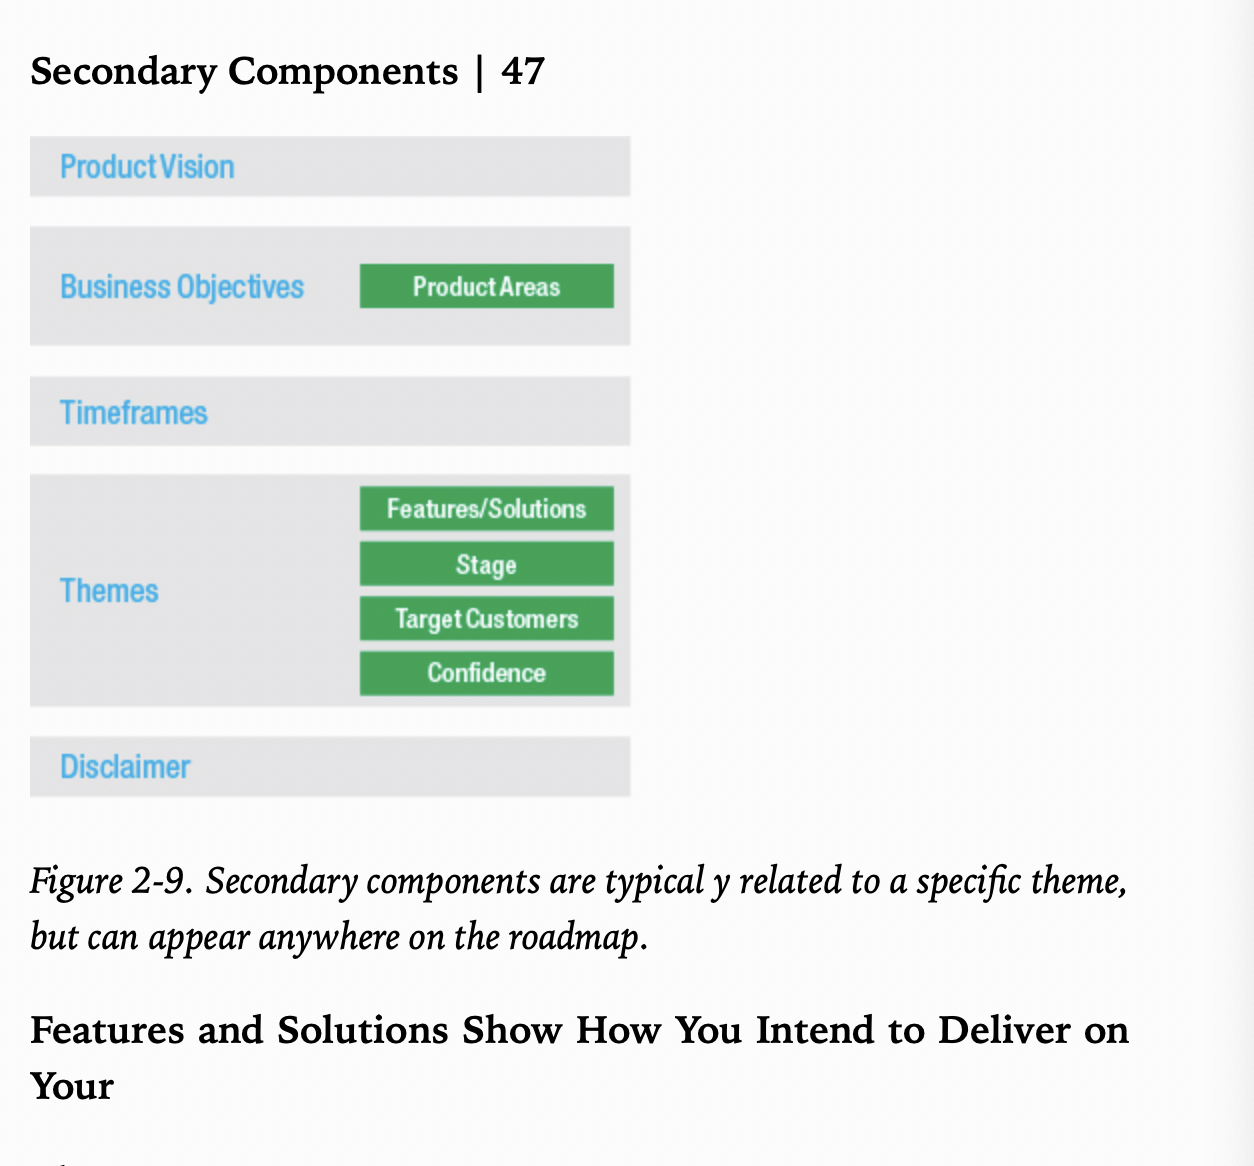 Secondary Components | 47
Product Vision
Business Objectives
Product Areas
Timeframes
Themes
Features/Solutions
Stage
Target Customers
Confidence
Disclaimer
Figure 2-9. Secondary components are typical y related to a specific theme,
but can appear anywhere on the roadmap.
Features and Solutions Show How You Intend to Deliver on
Your